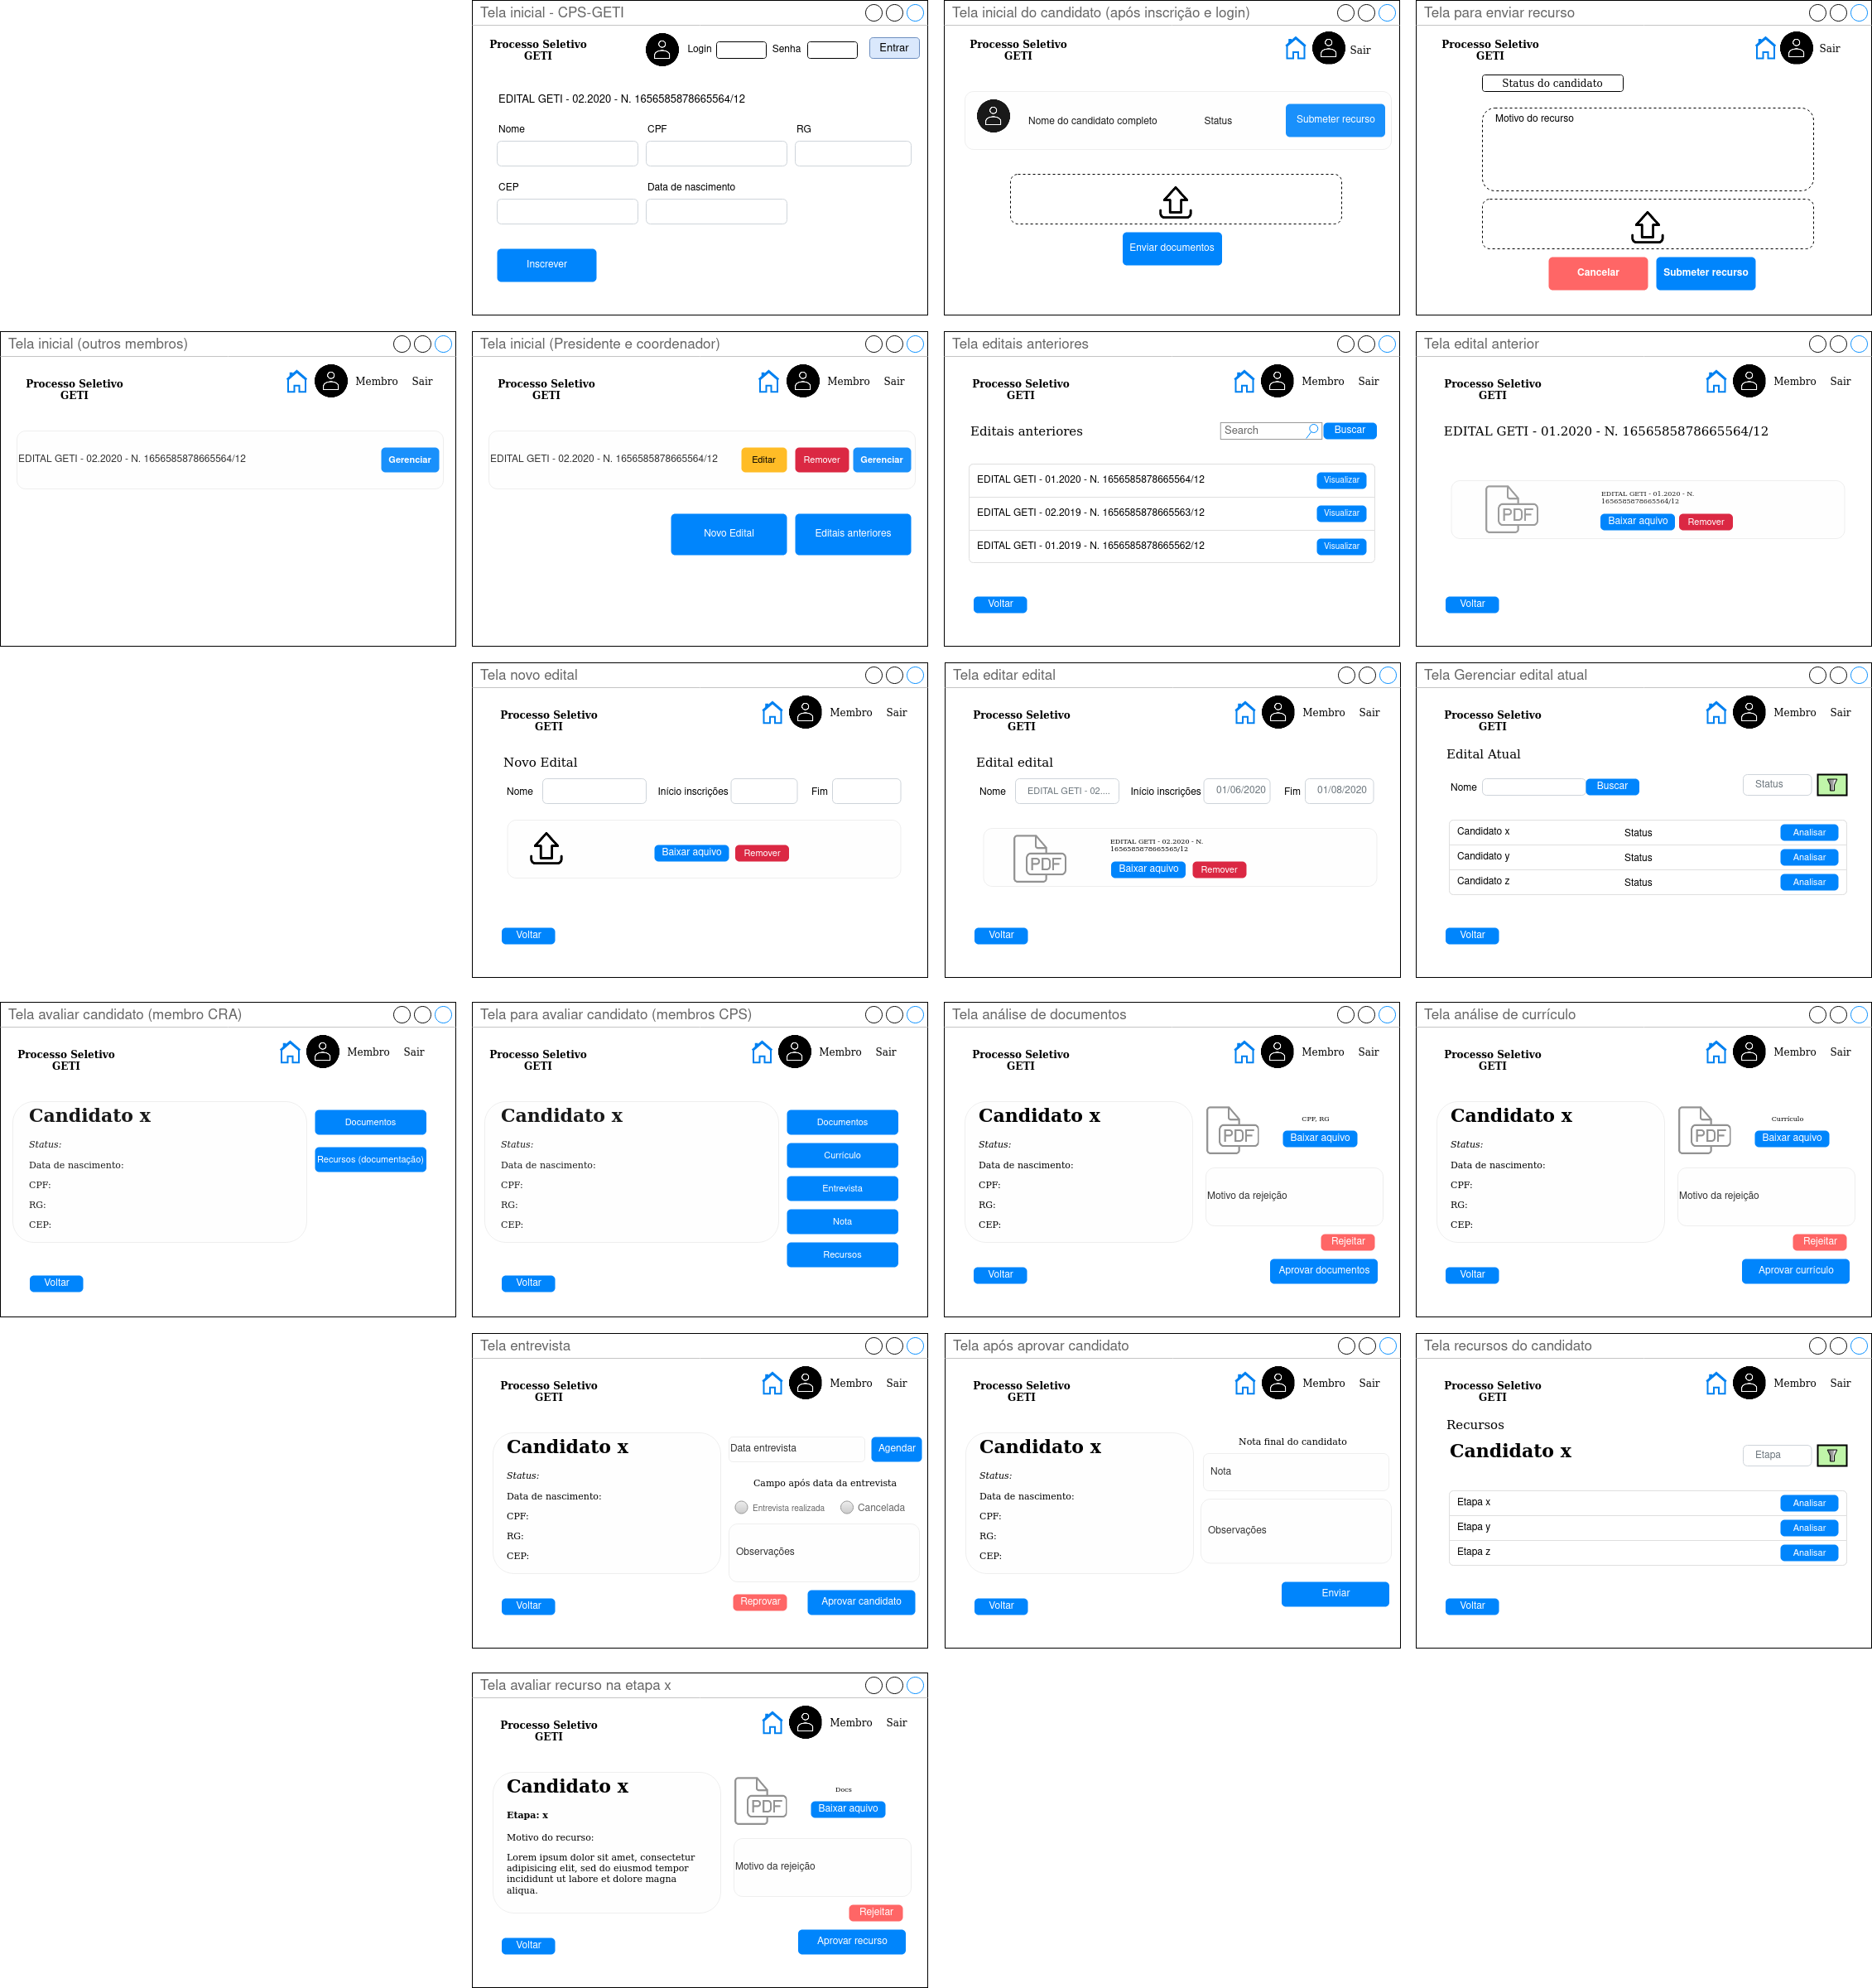 Tela inicial - CPS-GETI
Processo Seletivo
GETI
Login
Senha
Entrar
EDITAL GETI - 02.2020 - N. 1656585878665564/12
Nome
CPF
RG
CEP
Data de nascimento
Inscrever
Tela inicial do candidato (após inscrição e login)
Processo Seletivo
GETI
Sair
Nome do candidato completo
Status
Submeter recurso
Enviar documentos
Tela para enviar recurso
Processo Seletivo
GETI
Sair
Status do candidato
Motivo do recurso
Cancelar
Submeter recurso
Tela inicial (outros membros)
Processo Seletivo
GETI
Membro
Sair
EDITAL GETI - 02.2020 - N. 1656585878665564/12
Gerenciar
Tela inicial (Presidente e coordenador)
Processo Seletivo
GETI
Membro
Sair
EDITAL GETI - 02.2020 - N. 1656585878665564/12
Editar
Remover
Gerenciar
Novo Edital
Editais anteriores
Tela editais anteriores
Processo Seletivo
GETI
Membro
Sair
Editais anteriores
Search
Buscar
EDITAL GETI - 01.2020 - N. 1656585878665564/12
Visualizar
EDITAL GETI - 02.2019 - N. 1656585878665563/12
Visualizar
EDITAL GETI - 01.2019 - N. 1656585878665562/12
Visualizar
Voltar
Tela edital anterior
Processo Seletivo
GETI
Membro
Sair
EDITAL GETI - 01.2020 - N. 1656585878665564/12
PDF
EDITAL GETI - 01.2020 - N.
1656585878665564/12
Baixar aquivo
Remover
Voltar
Tela novo edital
Processo Seletivo
GETI
Membro
Sair
Novo Edital
Nome
Início inscrições
Fim
Baixar aquivo
Remover
Voltar
Tela editar edital
Processo Seletivo
GETI
Membro
Sair
Edital edital
Nome
EDITAL GETI - 02....
Início inscrições
01/06/2020
Fim
01/08/2020
PDF
EDITAL GETI - 02.2020 - N.
1656585878665565/12
Baixar aquivo
Remover
Voltar
Tela Gerenciar edital atual
Processo Seletivo
GETI
Membro
Sair
Edital Atual
Nome
Buscar
Status
Candidato x
Status
Analisar
Candidato y
Status
Analisar
Candidato z
Status
Analisar
Voltar
Tela avaliar candidato (membro CRA)
Processo Seletivo
GETI
Membro
Sair
Candidato x
Status:
Data de nascimento:
CPF:
RG:
CEP:
Documentos
Recursos (documentação)
Voltar
Tela para avaliar candidato (membros CPS)
Processo Seletivo
GETI
Membro
Sair
Candidato x
Status:
Data de nascimento:
CPF:
RG:
CEP:
Documentos
Currículo
Entrevista
Nota
Recursos
Voltar
Tela análise de documentos
Processo Seletivo
GETI
Membro
Sair
Candidato x
Status:
Data de nascimento:
CPF:
RG:
CEP:
PDF
CPF, RG
Baixar aquivo
Motivo da rejeição
Rejeitar
Aprovar documentos
Voltar
Tela análise de currículo
Processo Seletivo
GETI
Membro
Sair
Candidato x
Status:
Data de nascimento:
CPF:
RG:
CEP:
PDF
Currículo
Baixar aquivo
Motivo da rejeição
Rejeitar
Aprovar currículo
Voltar
Tela entrevista
Processo Seletivo
GETI
Membro
Sair
Candidato x
Status:
Data de nascimento:
CPF:
RG:
CEP:
Data entrevista
Agendar
Campo após data da entrevista
Entrevista realizada
Cancelada
Observações
Reprovar
Aprovar candidato
Voltar
Tela após aprovar candidato
Processo Seletivo
GETI
Membro
Sair
Candidato x
Status:
Data de nascimento:
CPF:
RG:
CEP:
Nota final do candidato
Nota
Observações
Enviar
Voltar
Tela recursos do candidato
Processo Seletivo
GETI
Membro
Sair
Recursos
Candidato x
Etapa
Etapa x
Analisar
Etapa y
Analisar
Etapa z
Analisar
Voltar
Tela avaliar recurso na etapa x
Processo Seletivo
GETI
Membro
Sair
Candidato x
Etapa: x
Motivo do recurso:
Lorem ipsum dolor sit amet, consectetur
adipisicing elit, sed do eiusmod tempor
incididunt ut labore et dolore magna
aliqua.
PDF
Docs
Baixar aquivo
Motivo da rejeição
Rejeitar
Aprovar recurso
Voltar